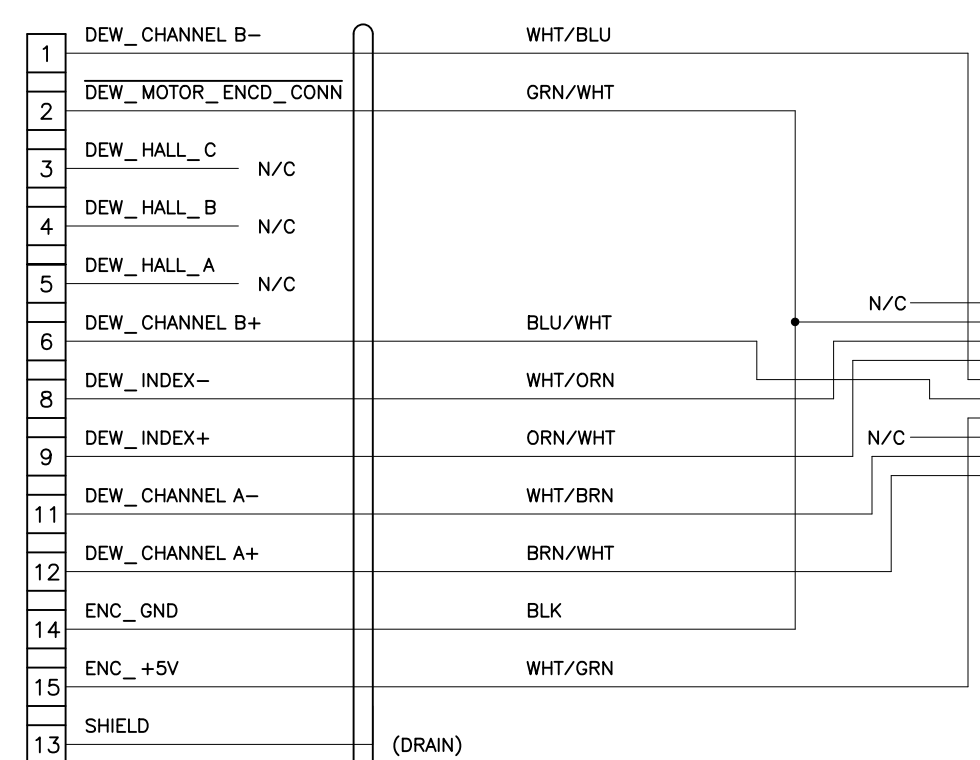 DEW_CHANNEL B- WHT/BLU
1
DEW_MOTOR_ENCD_CONN GRN/WHT
2
DEW_HALL_C
3 N/C
DEW_HALL_B
4 N/C
DEW_HALL_A
5 N/C
N/C
DEW_CHANNEL B+ BLU/WHT
6
DEW_INDEX- WHT/ORN
8
DEW_INDEX+ ORN/WHT N/C
9
DEW_CHANNEL A- WHT/BRN
11
DEW_CHANNEL A+ BRN/WHT
12
ENC_GND BLK
14
ENC_+5V WHT/GRN
15
SHIELD
13 (DRAIN)